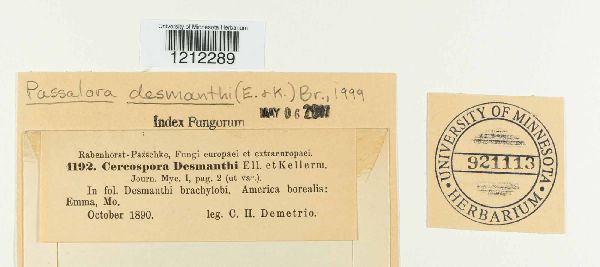 University of Minnesota Herbarium
1212289
Passalora desmanthi (E. & K.) Br., 1999
Index Fungorum MAY 06 2007
Rabenhorst-Pazschke, Fungi europaei et extraeuropaei.
4192. Cercospora Desmanthi Ell. et Kellerm.
Journ. Myc. I, pag. 2 (ut var.).
In fol. Desmanthi brachylobi, America borealis:
Emma, Mo.
October 1890. leg. C. H. Demetrio.
UNIVERSITY OF MINNESOTA
921113
• HERBARIUM •